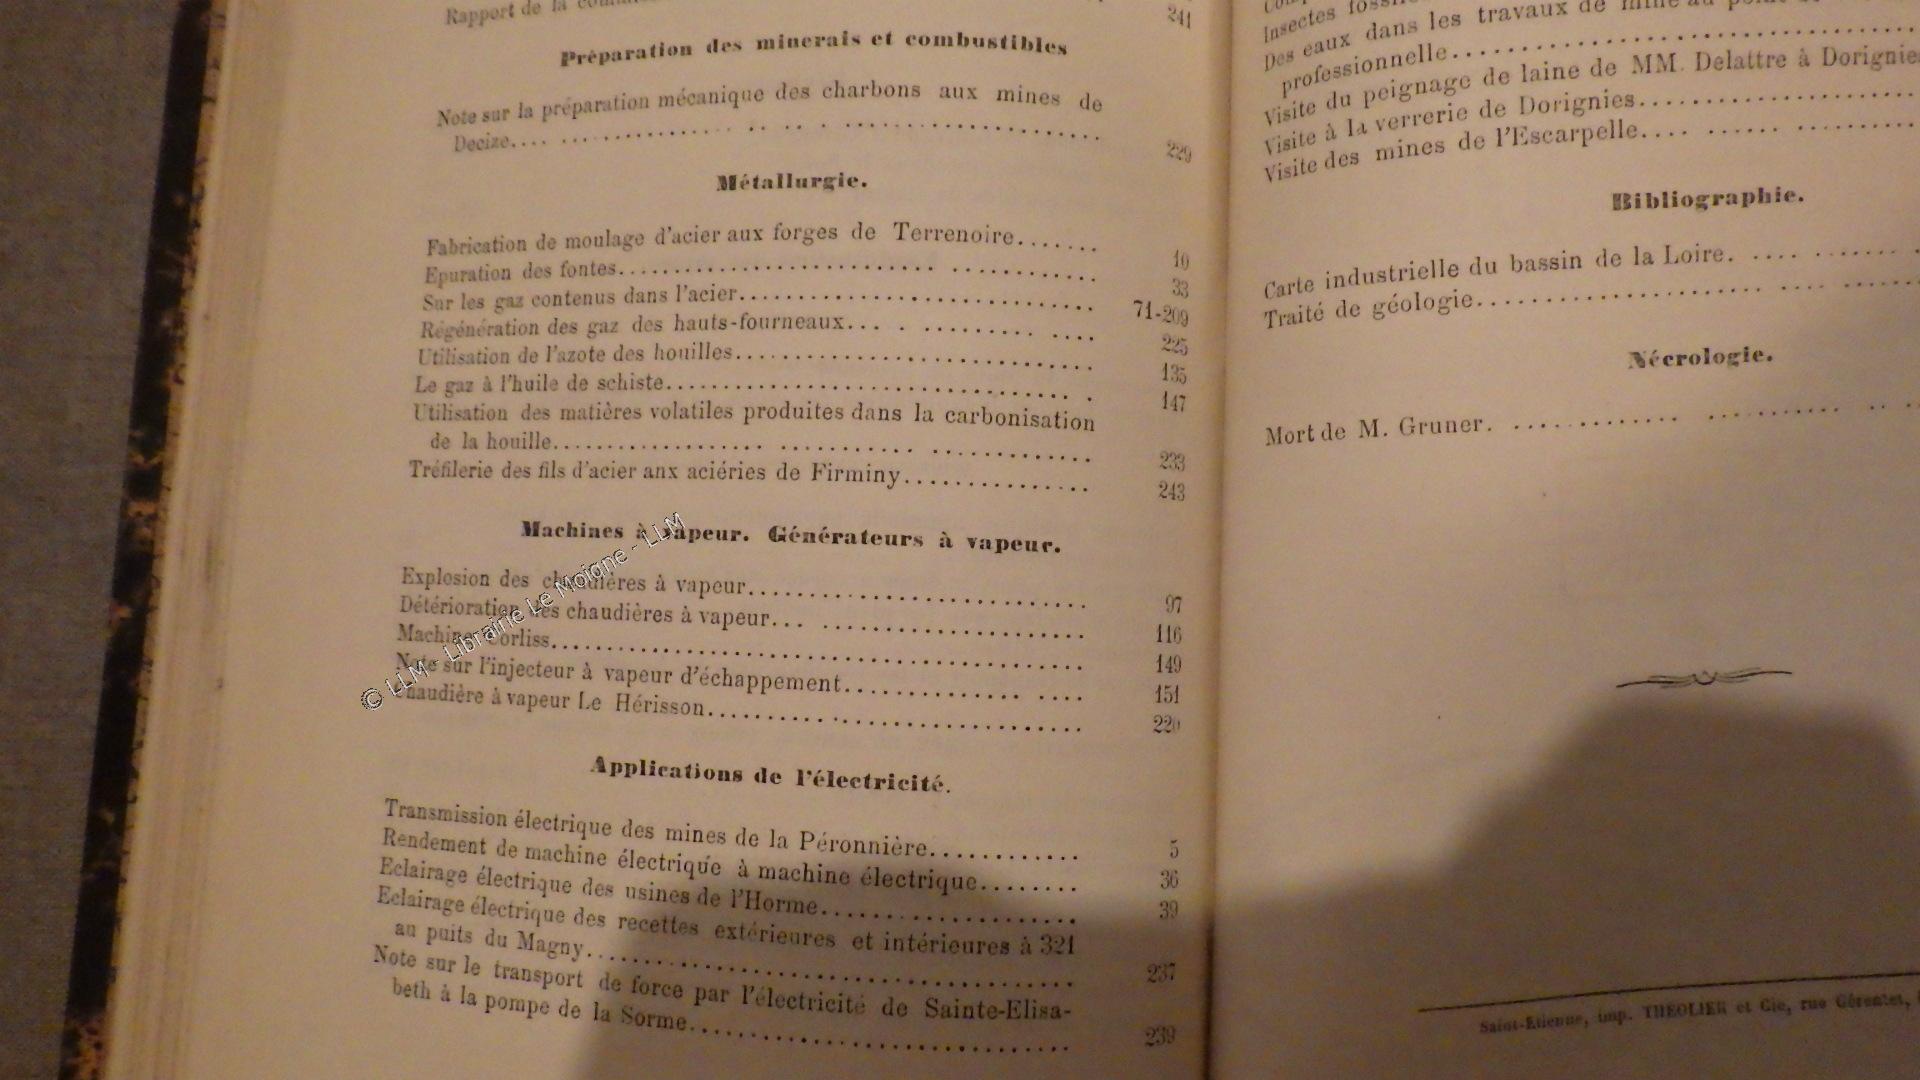 Rapport de la
241
Préparation des minerais et combustibles
Note sur la préparation mécanique des charbons aux mines de
Decize.... 229
Métallurgie.
Fabrication de moulage d'acier aux forges de Terrenoire....... 10
Epuration des fontes.... 33
Sur les gaz contenus dans l'acier.... 71-209
Régénération des gaz des hauts-fourneaux.... 225
Utilisation de l'azote des houilles.... 135
Le gaz à l'huile de schiste.... 147
Utilisation des matières volatiles produites dans la carbonisation
de la houille.... 233
Tréfilerie des fils d'acier anx aciéries de Firminy.... 243
Machines à vapeur. Générateurs à vapeur.
Explosion des chaudières à vapeur.... 97
Détérioration des chaudières à vapeur.... 116
Machine Corliss.... 149
Note sur l'injecteur à vapeur d'échappement.... 151
Chaudière à vapeur Le Hérisson.... 220
Applications de l'électricité.
Transmission électrique des mines de la Péronnière.... 5
Rendement de machine électrique à machine électrique.... 36
Eclairage électrique des usines de l'Horme.... 39
Eclairage électrique des recettes extérieures et intérieures à 321
au puits du Magny.... 237
Note sur le transport de force par l'électricité de Sainte-Elisa-
beth à la pompe de la Sorme.... 239
© LLM - Librairie Le Moigne - LLM
Insectes
Des eaux dans les travaux de mine au
professionnelle....
Visite du peignage de laine de MM. Delattre à Dorignies
Visite à la verrerie de Dorignies....
Visite des mines de l'Escarpelle....
Bibliographie.
Carte industrielle du bassin de la Loire....
Traité de géologie....
Nécrologie.
Mort de M. Gruner....
Saint-Etienne, imp. THEOLIER et Cie, rue Gérentet,